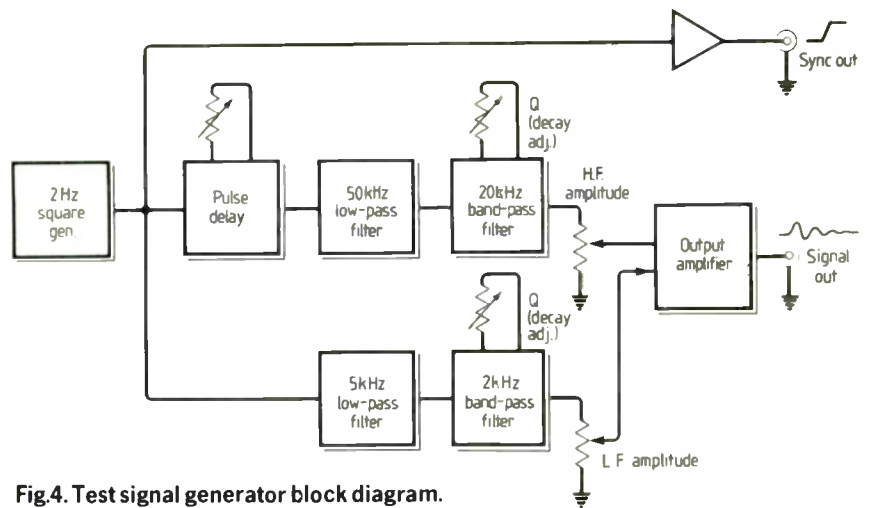 Sync out
Q
(decay
adj.)
H.F.
amplitude
2Hz
square
gen.
Pulse
delay
50kHz
low-pass
filter
20kHz
band-pass
filter
Output
amplifier
Signal
out
Q
(decay
adj.)
5kHz
low-pass
filter
2kHz
band-pass
filter
L F amplitude
Fig.4. Test signal generator block diagram.